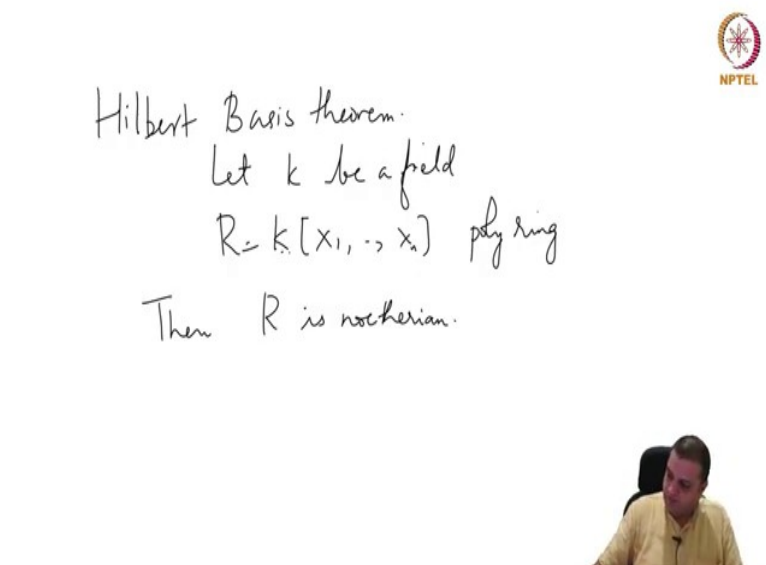 NPTEL
Hilbert Basis theorem.
Let k be a field
R = k [X1, .., Xn] poly ring
Then R is noetherian.